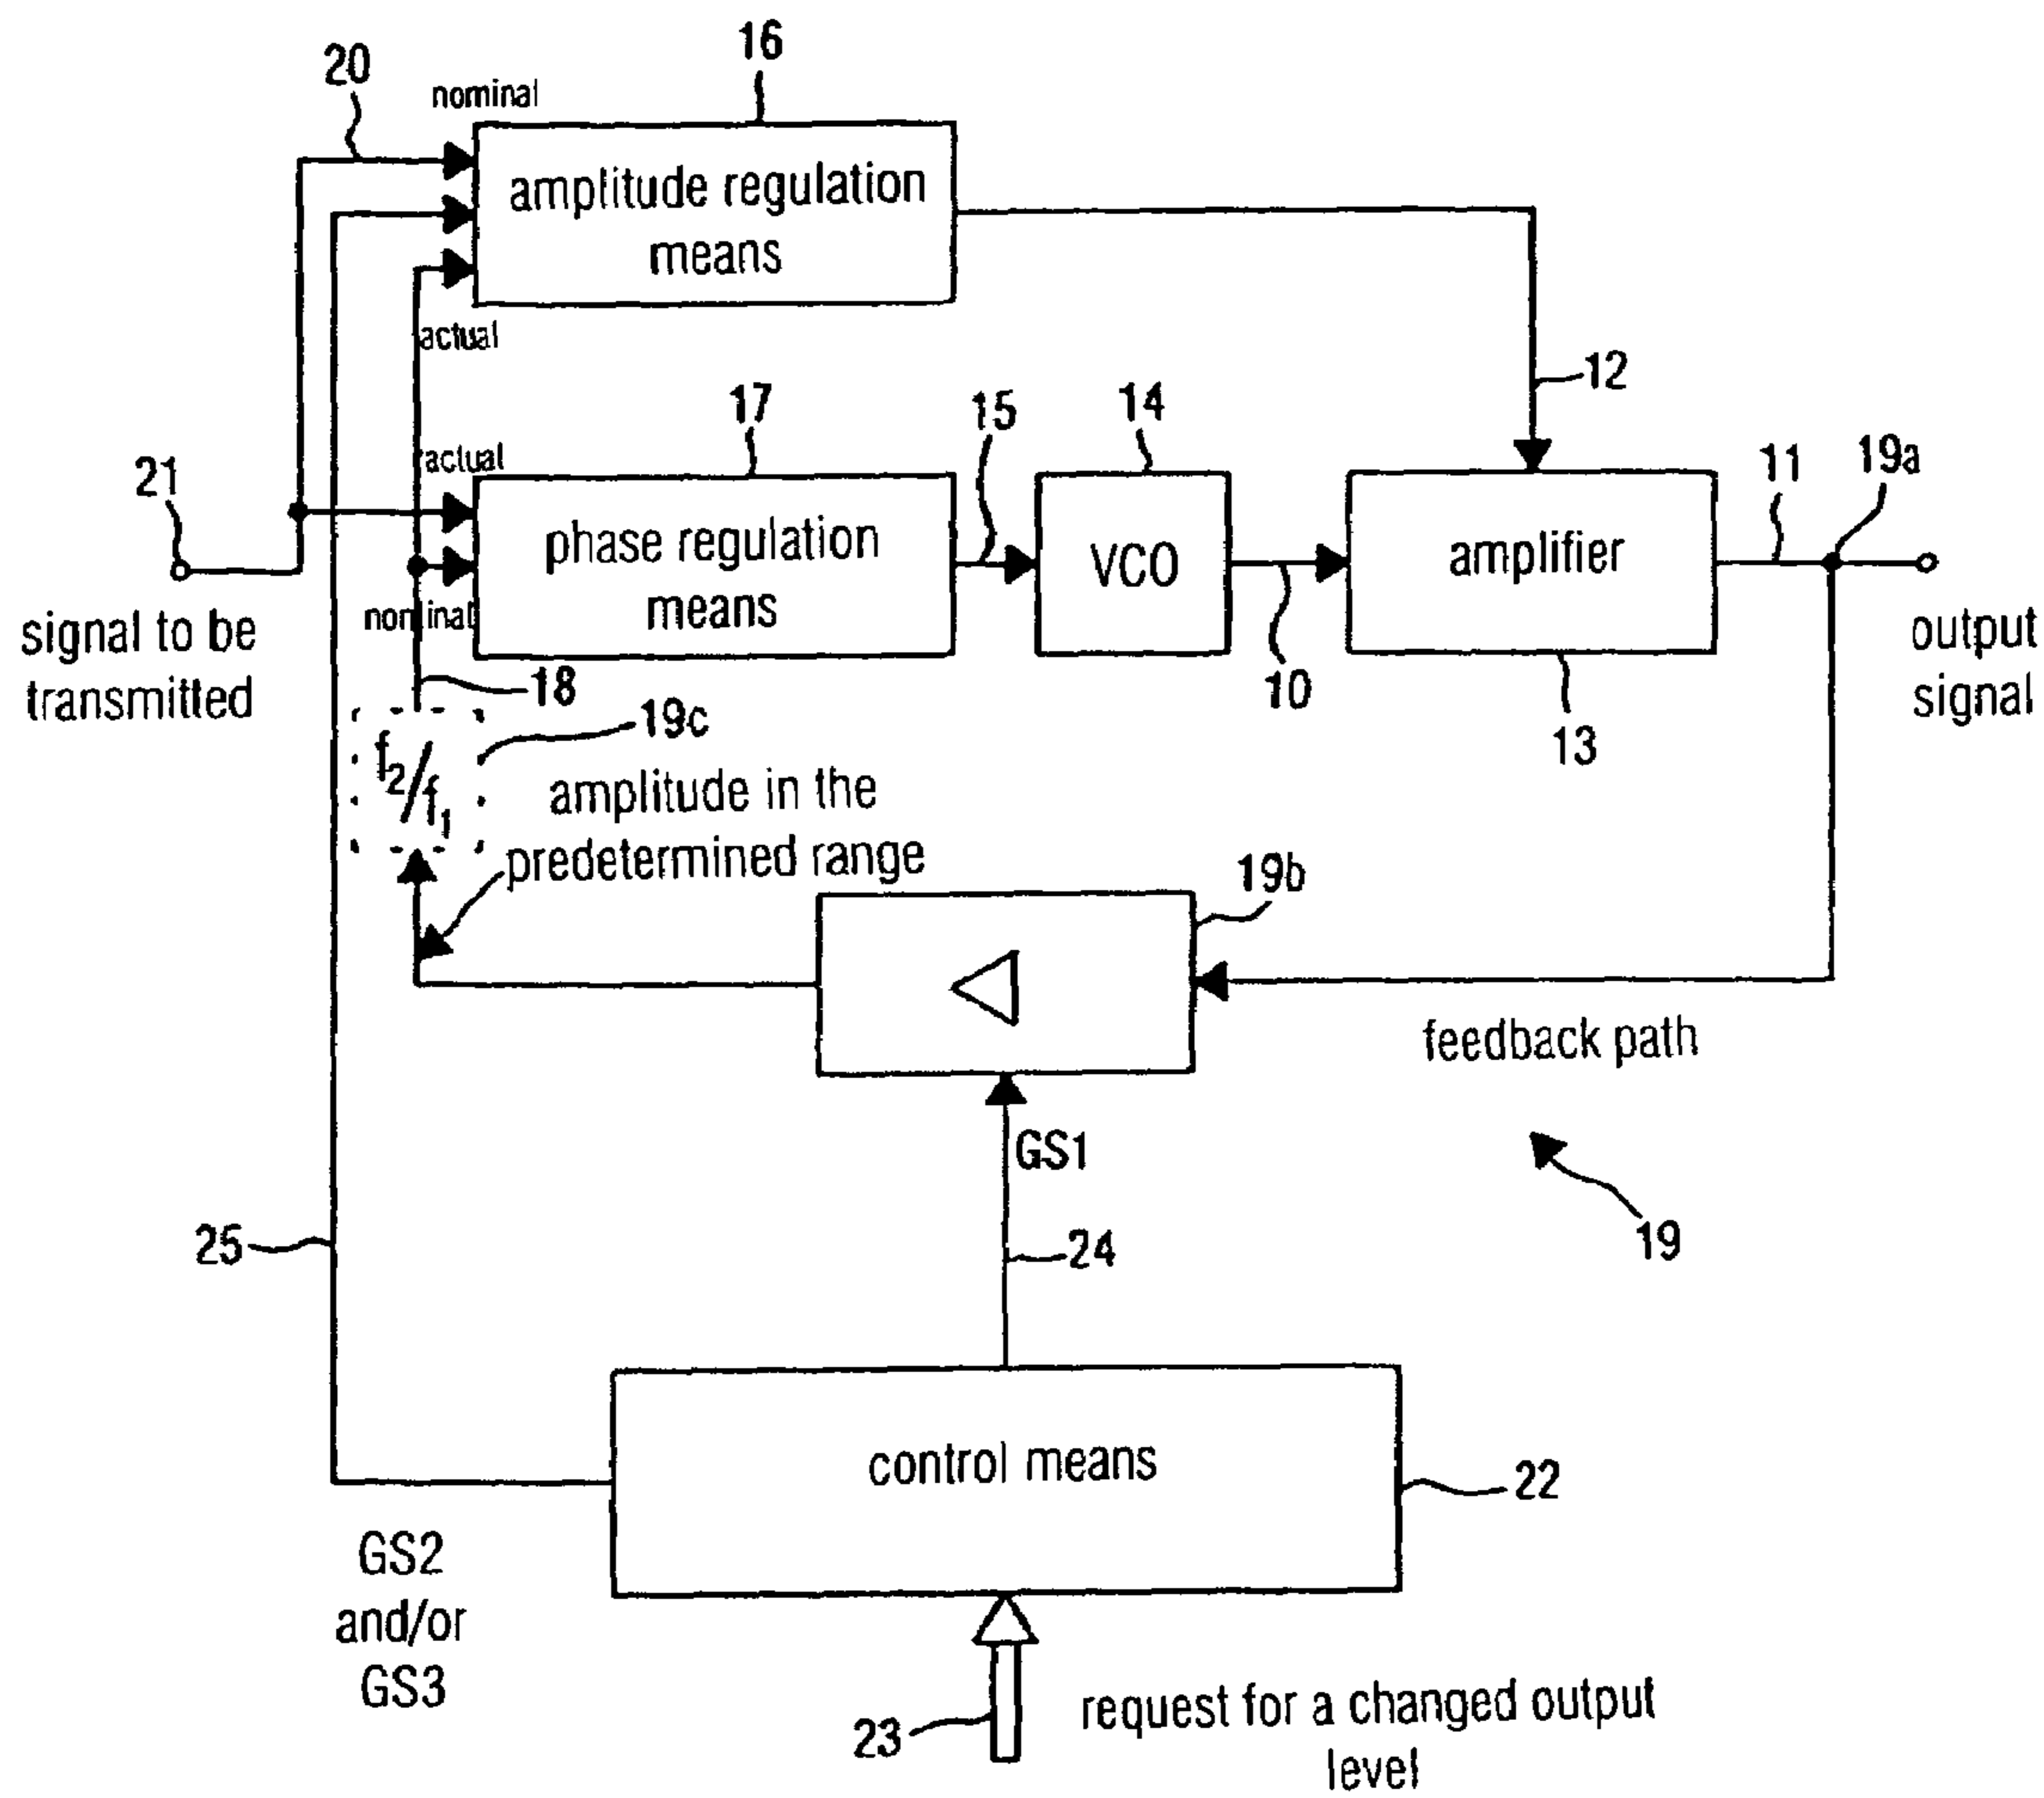 16
20
nominal
amplitude regulation
means
actual
12
17
15
14
19a
11
actual
21
phase regulation
means
VCO
amplifier
nominal
signal to be
transmitted
output
signal
18
10
13
19c
f2/f1
amplitude in the
predetermined range
19b
feedback path
GS1
24
25
19
control means
22
GS2
and/or
GS3
23
request for a changed output
level